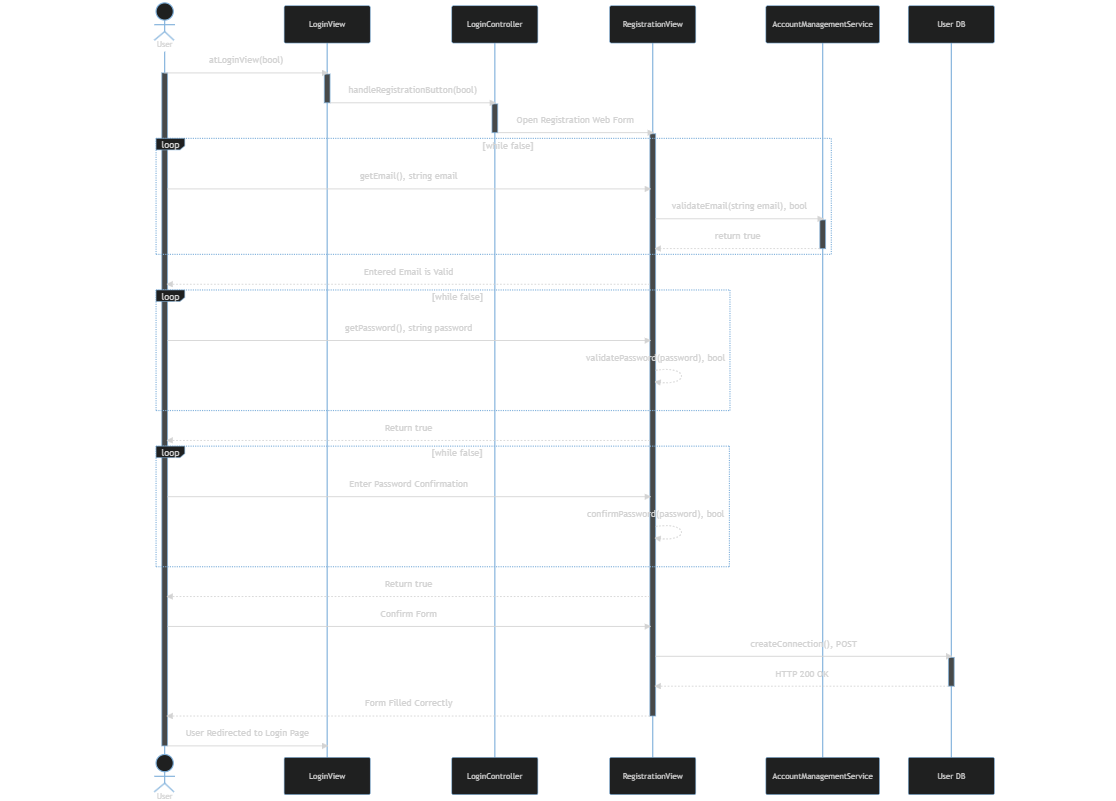 User
LoginView
LoginController
RegistrationView
AccountManagementService
User DB
atLoginView(bool)
handleRegistrationButton(bool)
Open Registration Web Form
loop
[while false]
getEmail(), string email
validateEmail(string email), bool
return true
Entered Email is Valid
loop
[while false]
getPassword(), string password
validatePassword(password), bool
Return true
loop
[while false]
Enter Password Confirmation
confirmPassword(password), bool
Return true
Confirm Form
createConnection(), POST
HTTP 200 OK
Form Filled Correctly
User Redirected to Login Page
User
LoginView
LoginController
RegistrationView
AccountManagementService
User DB